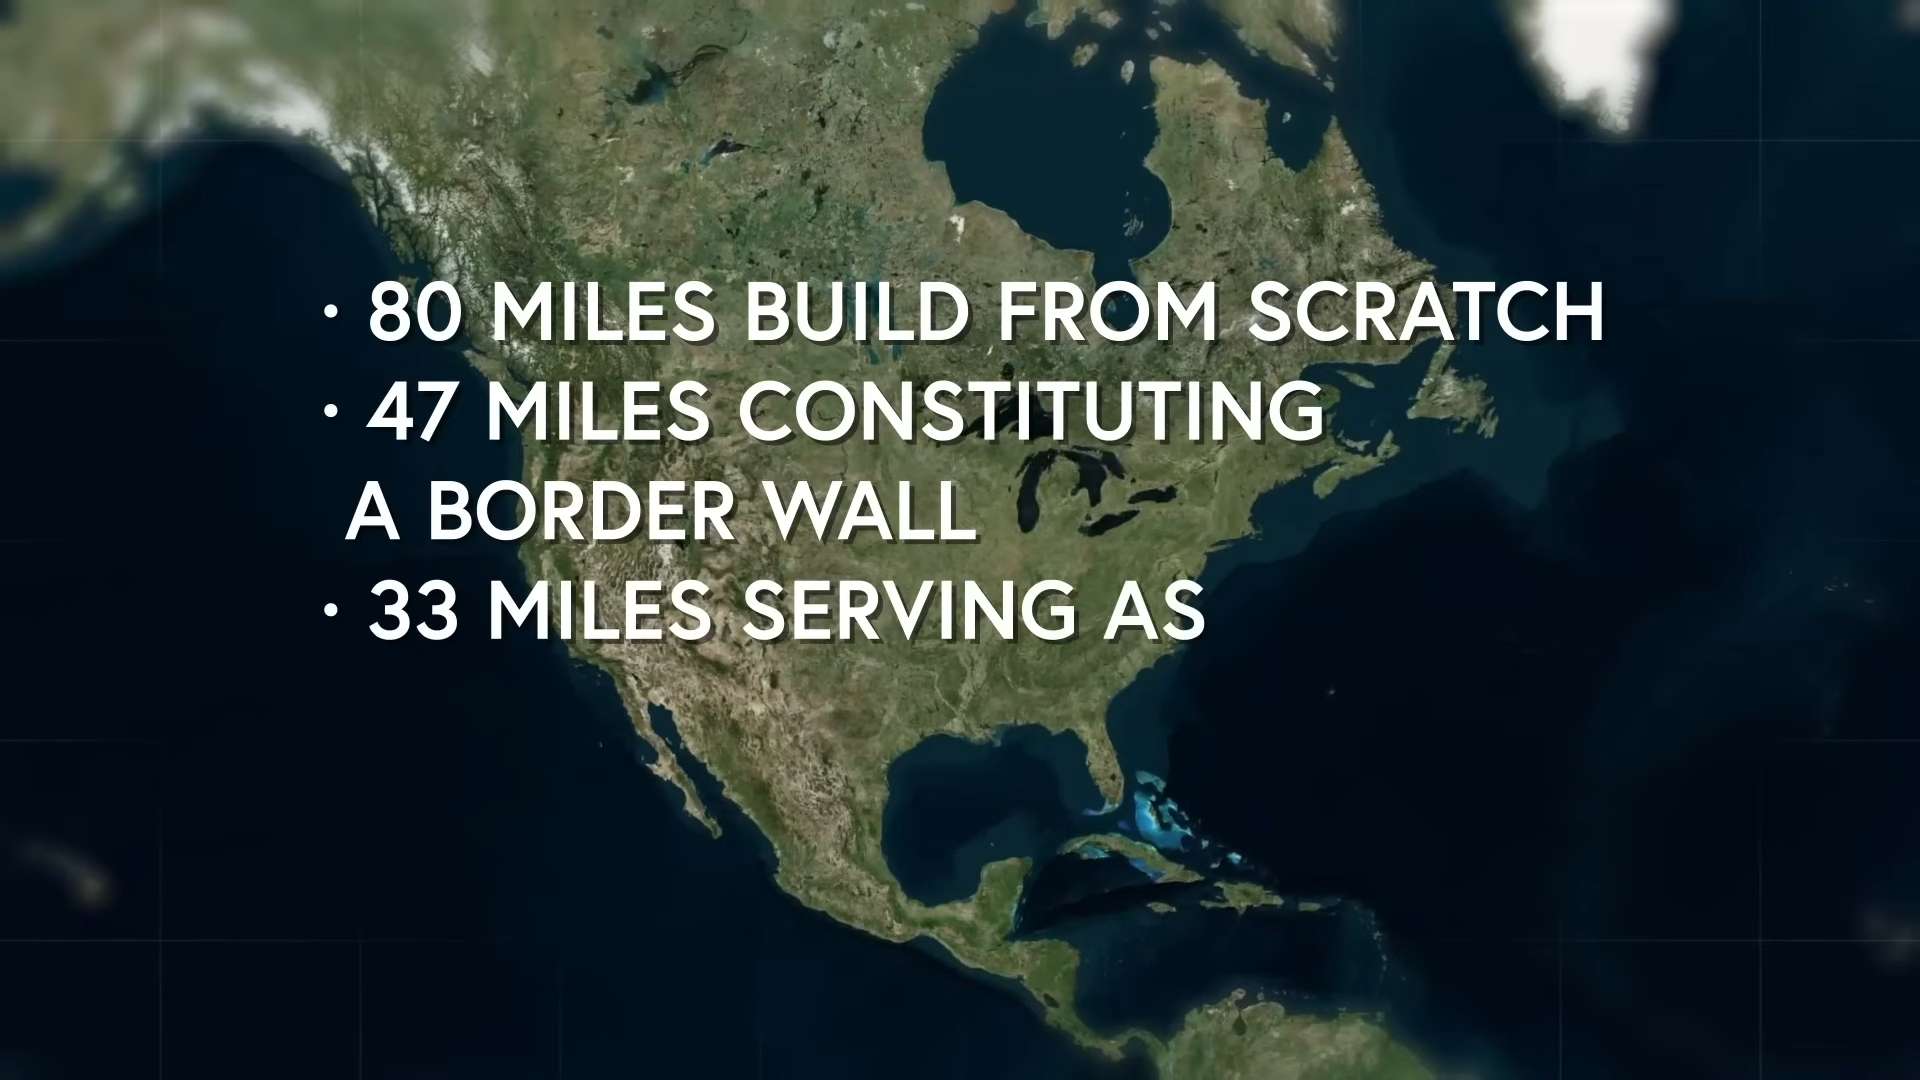 · 80 MILES BUILD FROM SCRATCH
· 47 MILES CONSTITUTING
A BORDER WALL
· 33 MILES SERVING AS